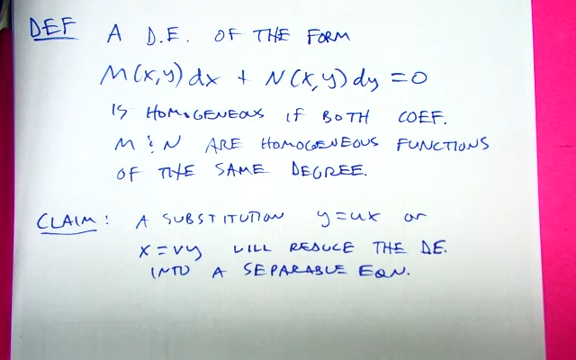 DEF A D.E. OF THE FORM
M(x,y)dx + N(x,y)dy = 0
IS HOMOGENEOUS IF BOTH COEF.
M & N ARE HOMOGENEOUS FUNCTIONS
OF THE SAME DEGREE.
CLAIM: A SUBSTITUTION y=ux or
x=vy WILL REDUCE THE DE.
INTO A SEPARABLE EQN.